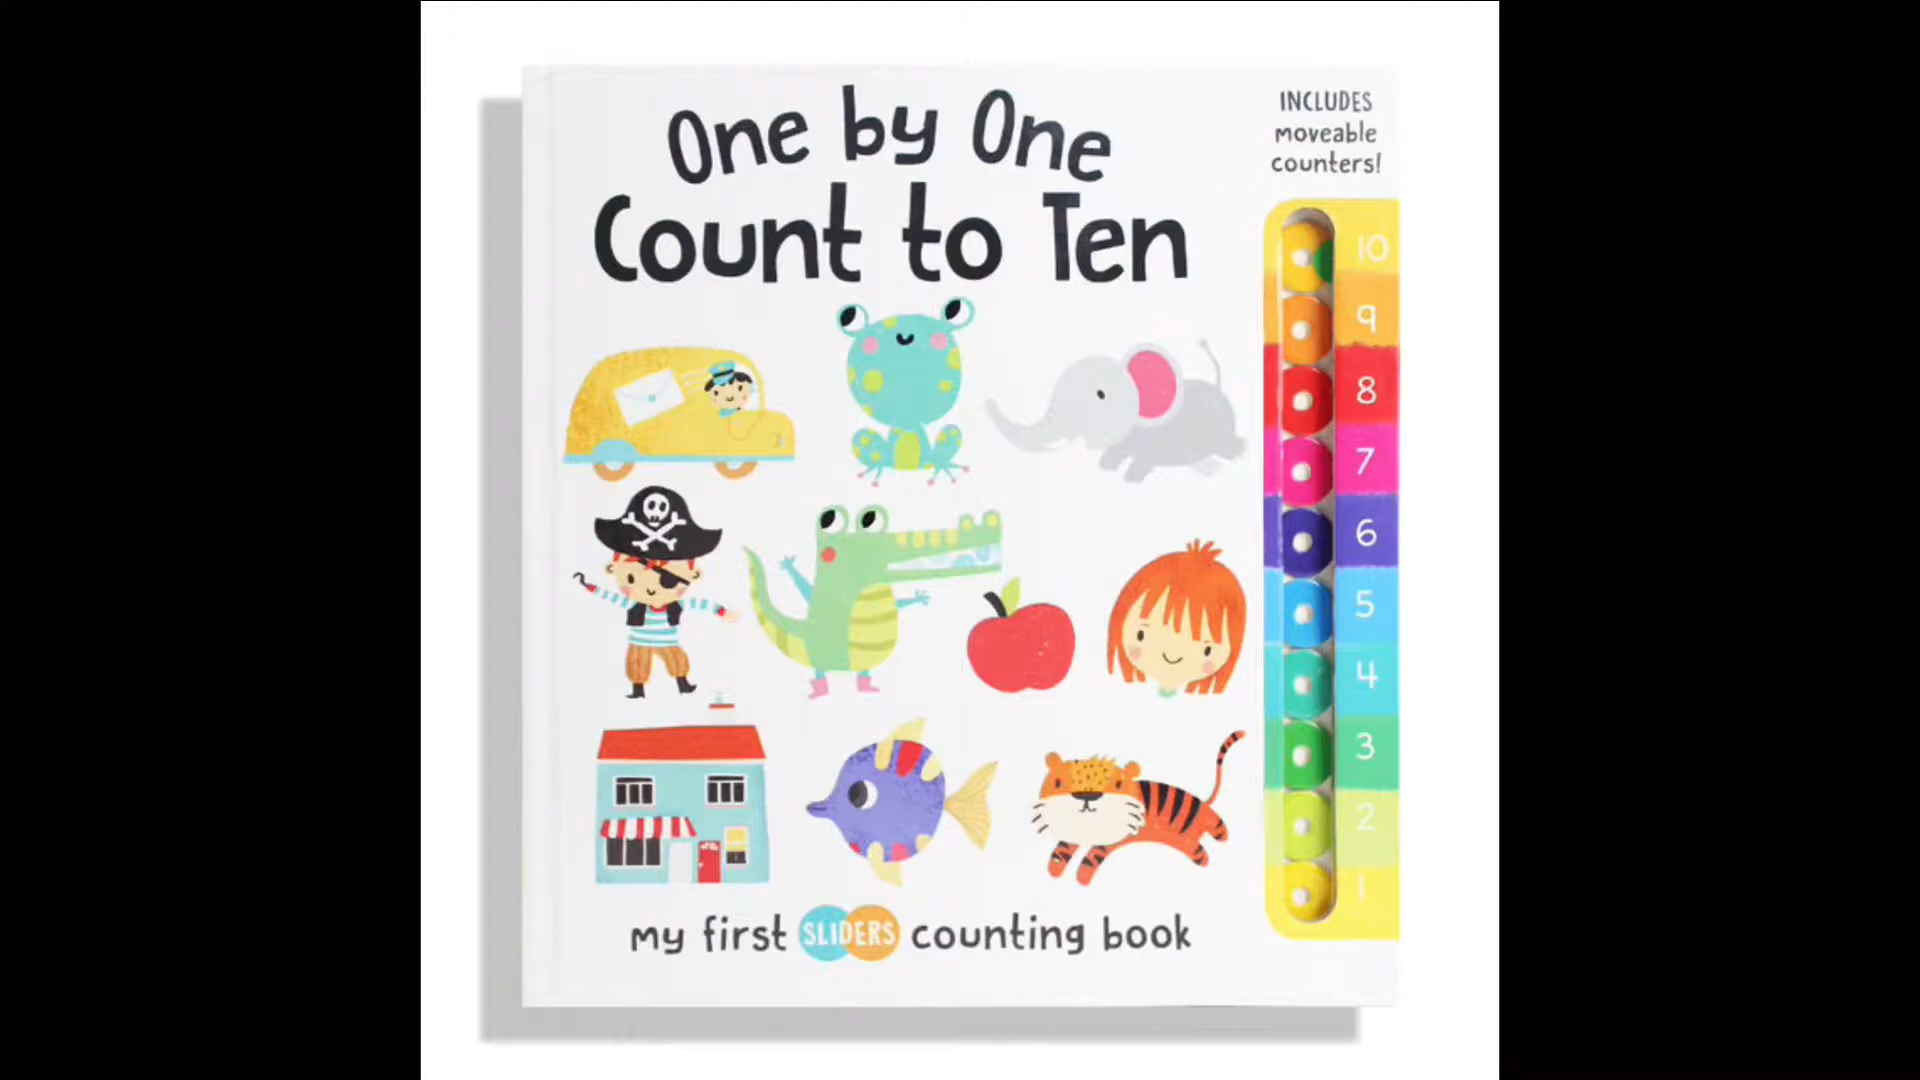 One by One
Count to Ten
INCLUDES
moveable
counters!
10
9
8
7
6
5
4
3
2
1
my first SLIDERS counting book